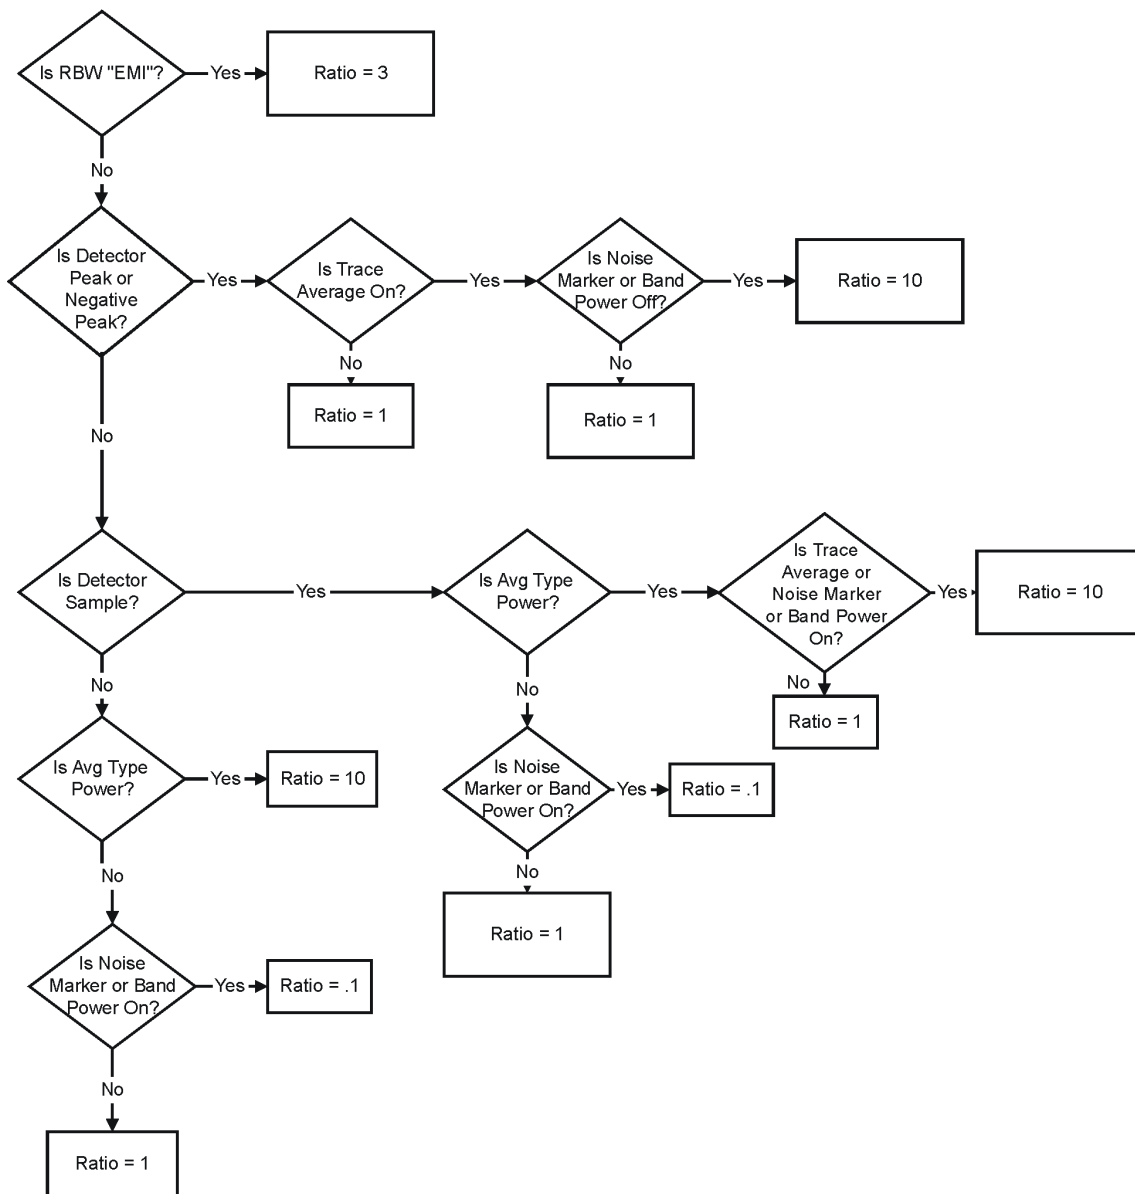 Is RBW "EMI"?
Yes
Ratio = 3
No
Is Detector
Peak or
Negative
Peak?
Yes
Is Trace
Average On?
Yes
Is Noise
Marker or Band
Power Off?
Yes
Ratio = 10
No
Ratio = 1
No
Ratio = 1
No
Is Detector
Sample?
Yes
Is Avg Type
Power?
Yes
Is Trace
Average or
Noise Marker
or Band Power
On?
Yes
Ratio = 10
No
Ratio = 1
No
Is Noise
Marker or Band
Power On?
Yes
Ratio = .1
No
Ratio = 1
No
Is Avg Type
Power?
Yes
Ratio = 10
No
Is Noise
Marker or Band
Power On?
Yes
Ratio = .1
No
Ratio = 1